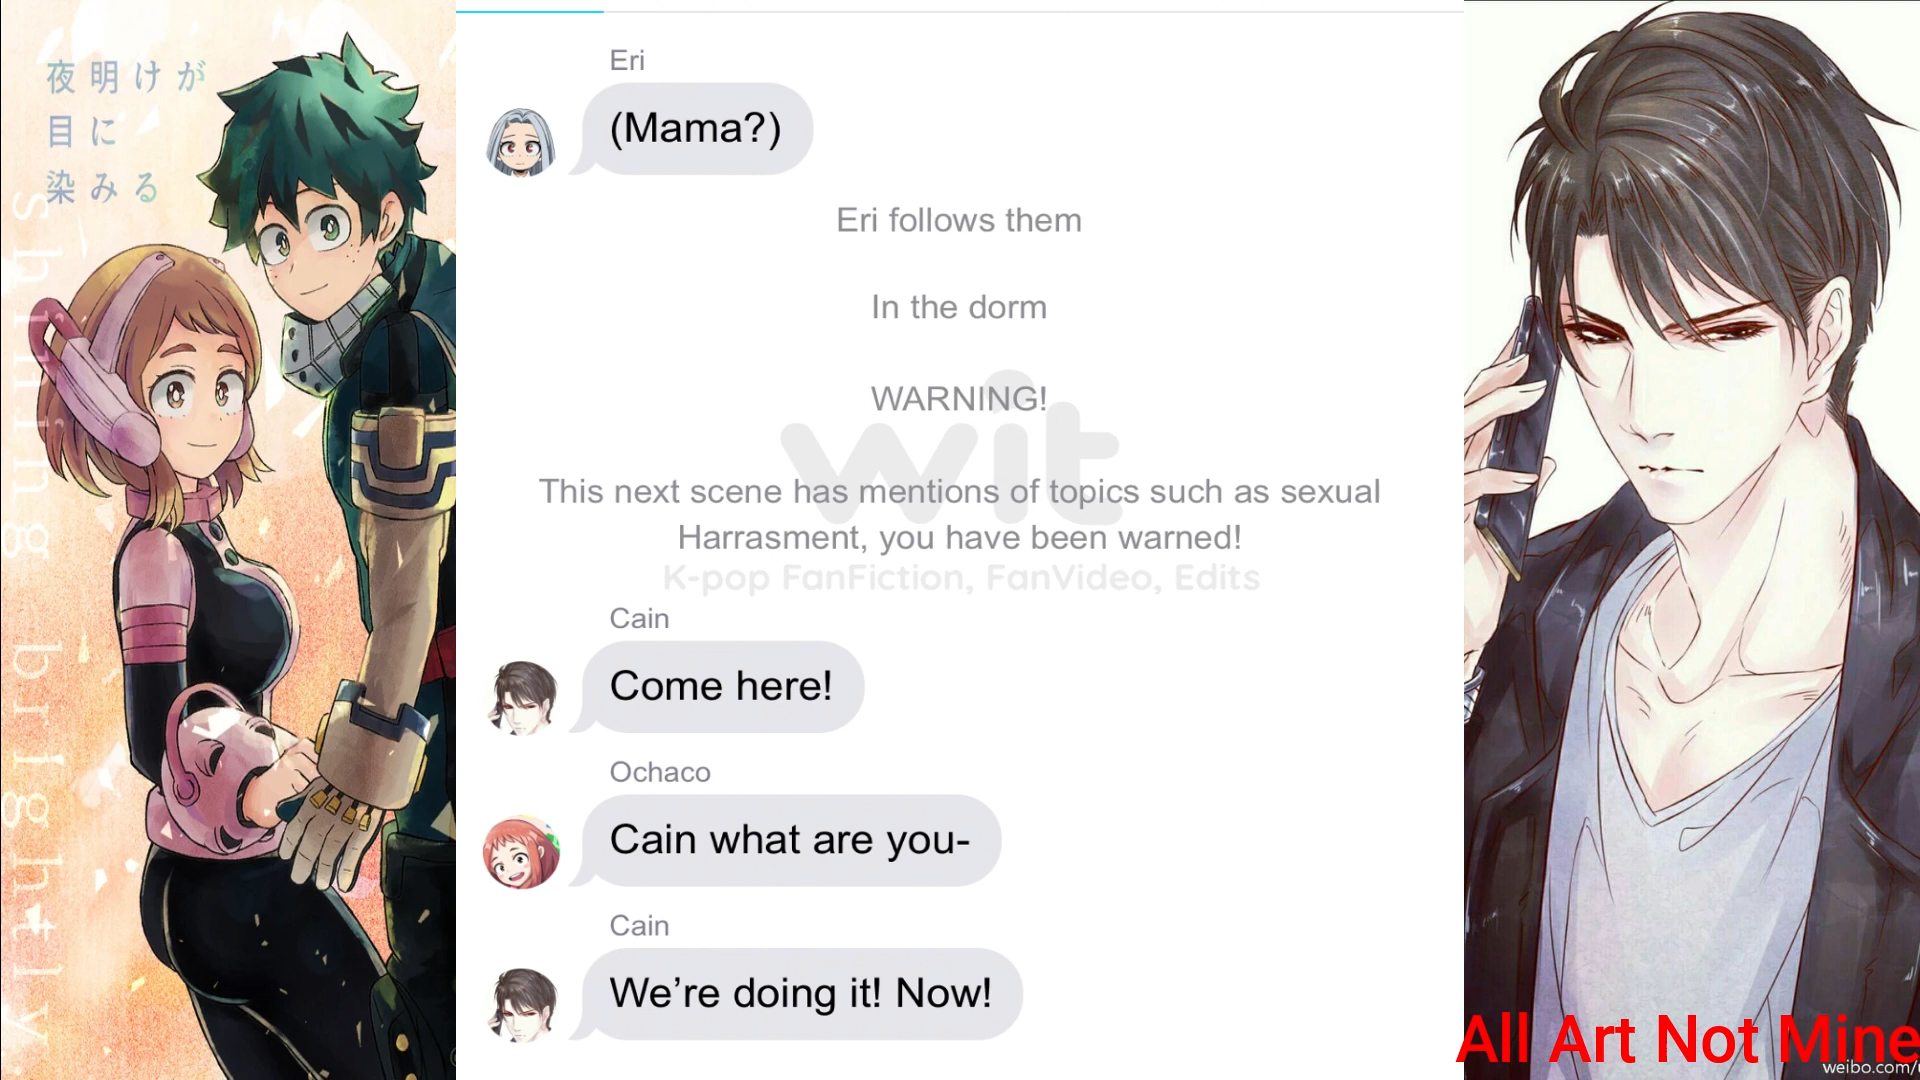 夜明けが
目に
染みる
shining brightly.
Eri
(Mama?)
Eri follows them
In the dorm
WARNING!
wit
This next scene has mentions of topics such as sexual
Harrasment, you have been warned!
K-pop FanFiction, FanVideo, Edits
Cain
Come here!
Ochaco
Cain what are you-
Cain
We’re doing it! Now!
All Art Not Mine
weibo.com/u